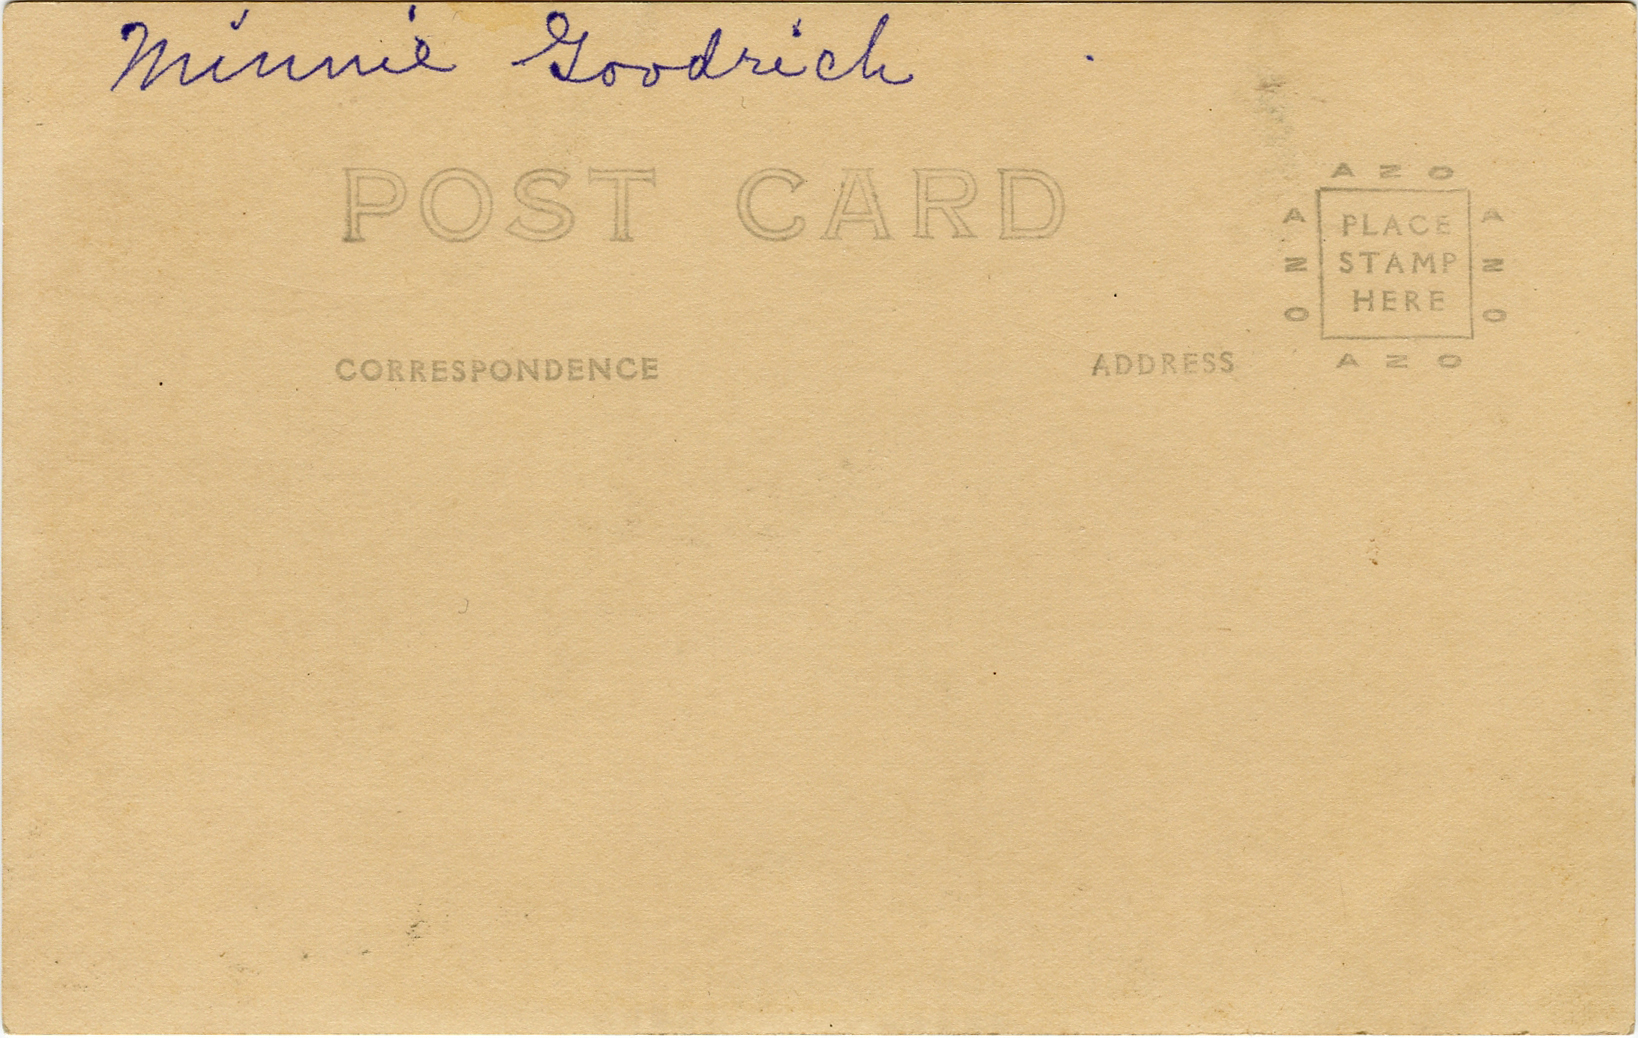 Minnie Goodrich
POST CARD
AZO
PLACE
STAMP
HERE
AZO
AZO
AZO
CORRESPONDENCE
ADDRESS